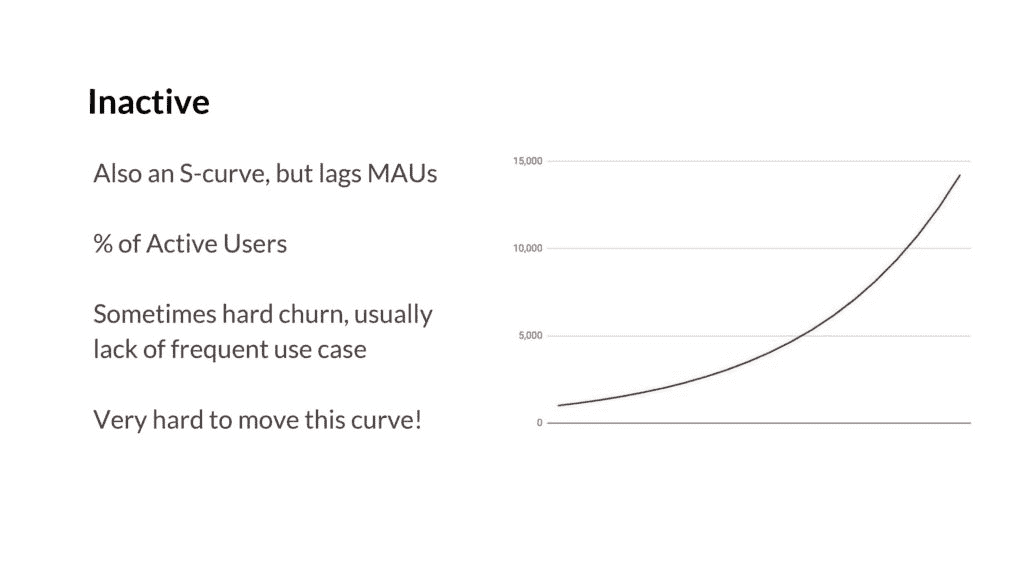 Inactive
Also an S-curve, but lags MAUs
% of Active Users
Sometimes hard churn, usually
lack of frequent use case
Very hard to move this curve!
15,000
10,000
5,000
0